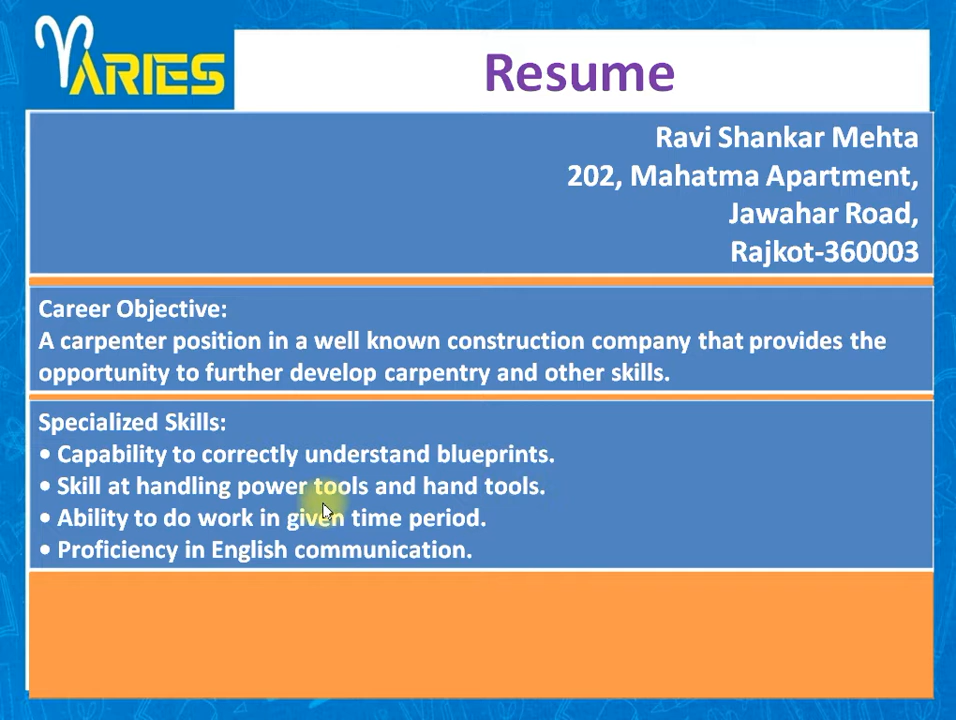 ARIES
Resume
Ravi Shankar Mehta
202, Mahatma Apartment,
Jawahar Road,
Rajkot-360003
Career Objective:
A carpenter position in a well known construction company that provides the
opportunity to further develop carpentry and other skills.
Specialized Skills:
• Capability to correctly understand blueprints.
• Skill at handling power tools and hand tools.
• Ability to do work in given time period.
• Proficiency in English communication.